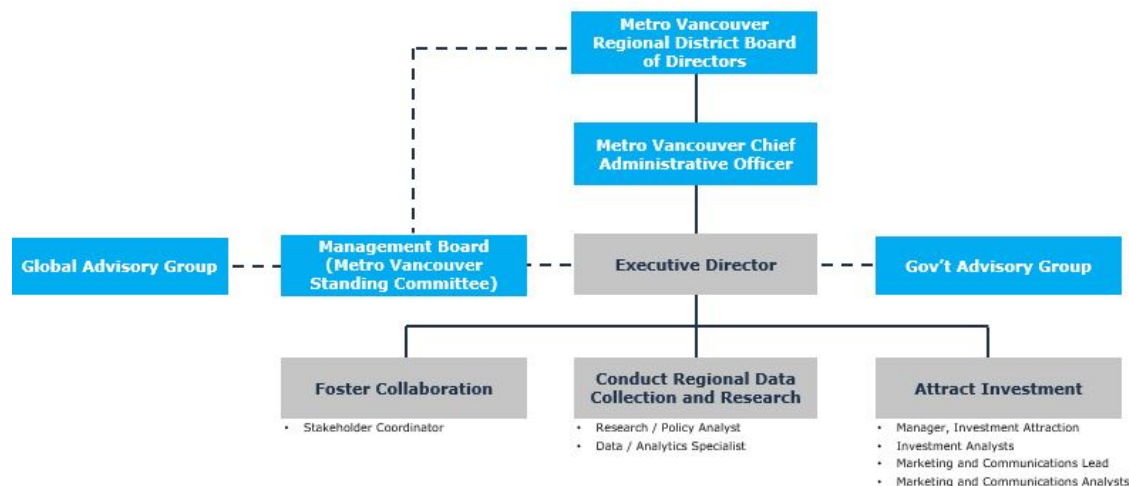 Metro Vancouver
Regional District Board
of Directors
Metro Vancouver Chief
Administrative Officer
Global Advisory Group
Management Board
(Metro Vancouver
Standing Committee)
Executive Director
Gov't Advisory Group
Foster Collaboration
• Stakeholder Coordinator
Conduct Regional Data
Collection and Research
• Research / Policy Analyst
• Data / Analytics Specialist
Attract Investment
• Manager, Investment Attraction
• Investment Analysts
• Marketing and Communications Lead
• Marketing and Communications Analysts